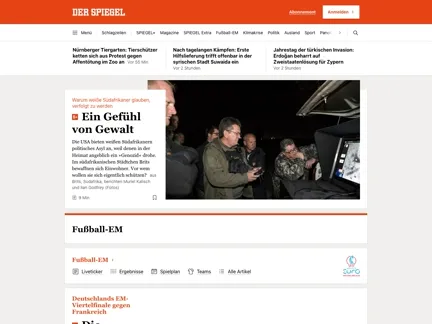 DER SPIEGEL
Abonnement
Anmelden
Menü
Schlagzeilen
SPIEGEL+
Magazine
SPIEGEL Extra
Fußball-EM
Klimakrise
Politik
Ausland
Sport
Nürnberger Tiergarten: Tierschützer
ketten sich aus Protest gegen
Affentötung im Zoo an Vor 55 Min
Nach tagelangen Kämpfen: Erste
Hilfslieferung trifft offenbar in der
syrischen Stadt Suwaida ein
Vor 2 Stunden
Jahrestag der türkischen Invasion:
Erdoğan beharrt auf
Zweistaatenlösung für Zypern
Vor 2 Stunden
Warum weiße Südafrikaner glauben,
verfolgt zu werden
Ein Gefühl
von Gewalt
Die USA bieten weißen Südafrikanern
politisches Asyl an, weil denen in der
Heimat angeblich ein »Genozid« drohe.
Im südafrikanischen Städtchen Brits
bewaffnen sich Einwohner. Vor wem
wollen sie sich eigentlich schützen? Aus
Brits, Südafrika, berichten Muriel Kalisch
und Ilan Godfrey (Fotos)
9 Min
Fußball-EM
Fußball-EM
Liveticker
Ergebnisse
Spielplan
Teams
Alle Artikel
Deutschlands EM-
Viertelfinale gegen
Frankreich
Die